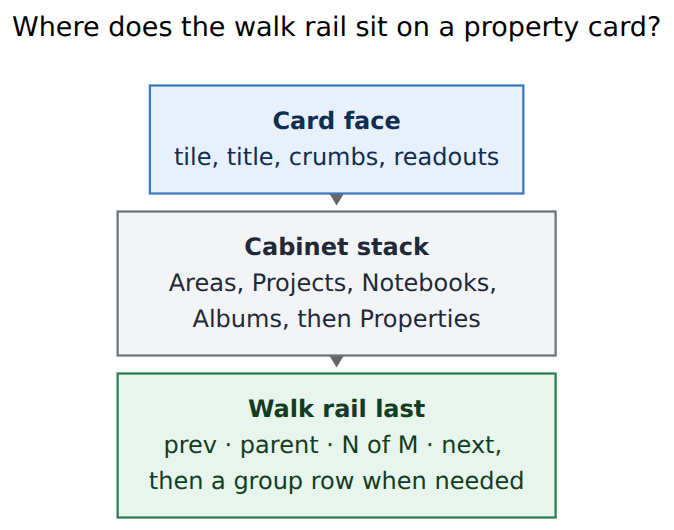 Where does the walk rail sit on a property card?
Card face
tile, title, crumbs, readouts
Cabinet stack
Areas, Projects, Notebooks,
Albums, then Properties
Walk rail last
prev · parent · N of M · next,
then a group row when needed